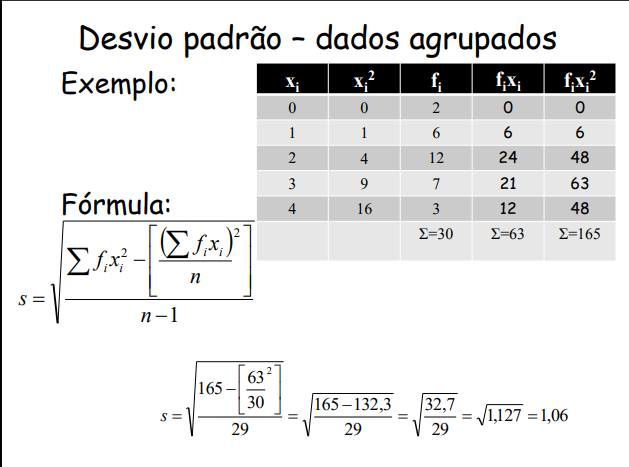 Desvio padrão – dados agrupados
Exemplo:
xᵢ xᵢ² fᵢ fᵢxᵢ fᵢxᵢ²
0 0 2 0 0
1 1 6 6 6
2 4 12 24 48
3 9 7 21 63
4 16 3 12 48
Σ=30 Σ=63 Σ=165
Fórmula:
s = √((∑ fᵢxᵢ² − [(∑ fᵢxᵢ)² / n]) / (n − 1))
s = √((165 − [63² / 30]) / 29) = √((165 − 132,3) / 29) = √(32,7 / 29) = √1,127 = 1,06